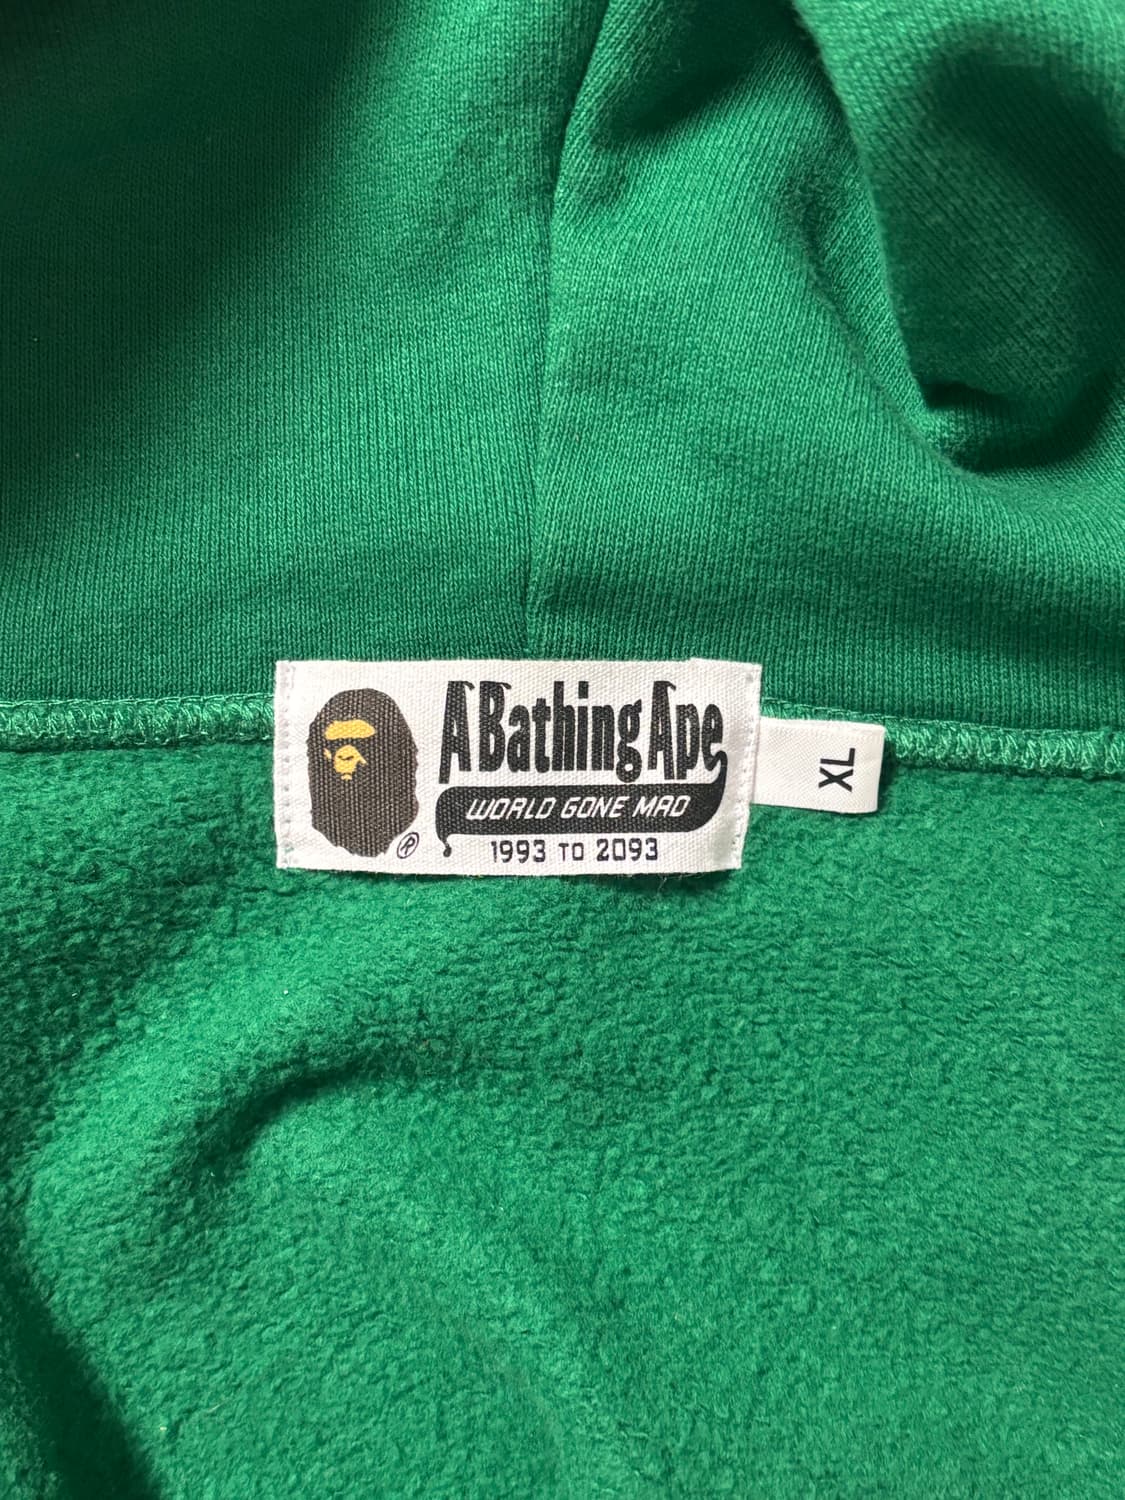 A Bathing Ape
WORLD GONE MAD
1993 TO 2093
®
XL